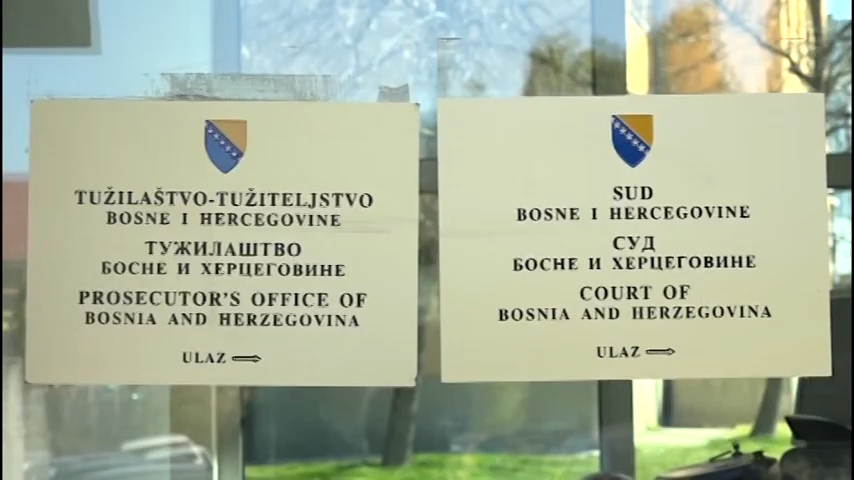 TUŽILAŠTVO-TUŽITELJSTVO
BOSNE I HERCEGOVINE
ТУЖИЛАШТВО
БОСНЕ И ХЕРЦЕГОВИНЕ
PROSECUTOR'S OFFICE OF
BOSNIA AND HERZEGOVINA
ULAZ
SUD
BOSNE I HERCEGOVINE
СУД
БОСНЕ И ХЕРЦЕГОВИНЕ
COURT OF
BOSNIA AND HERZEGOVINA
ULAZ